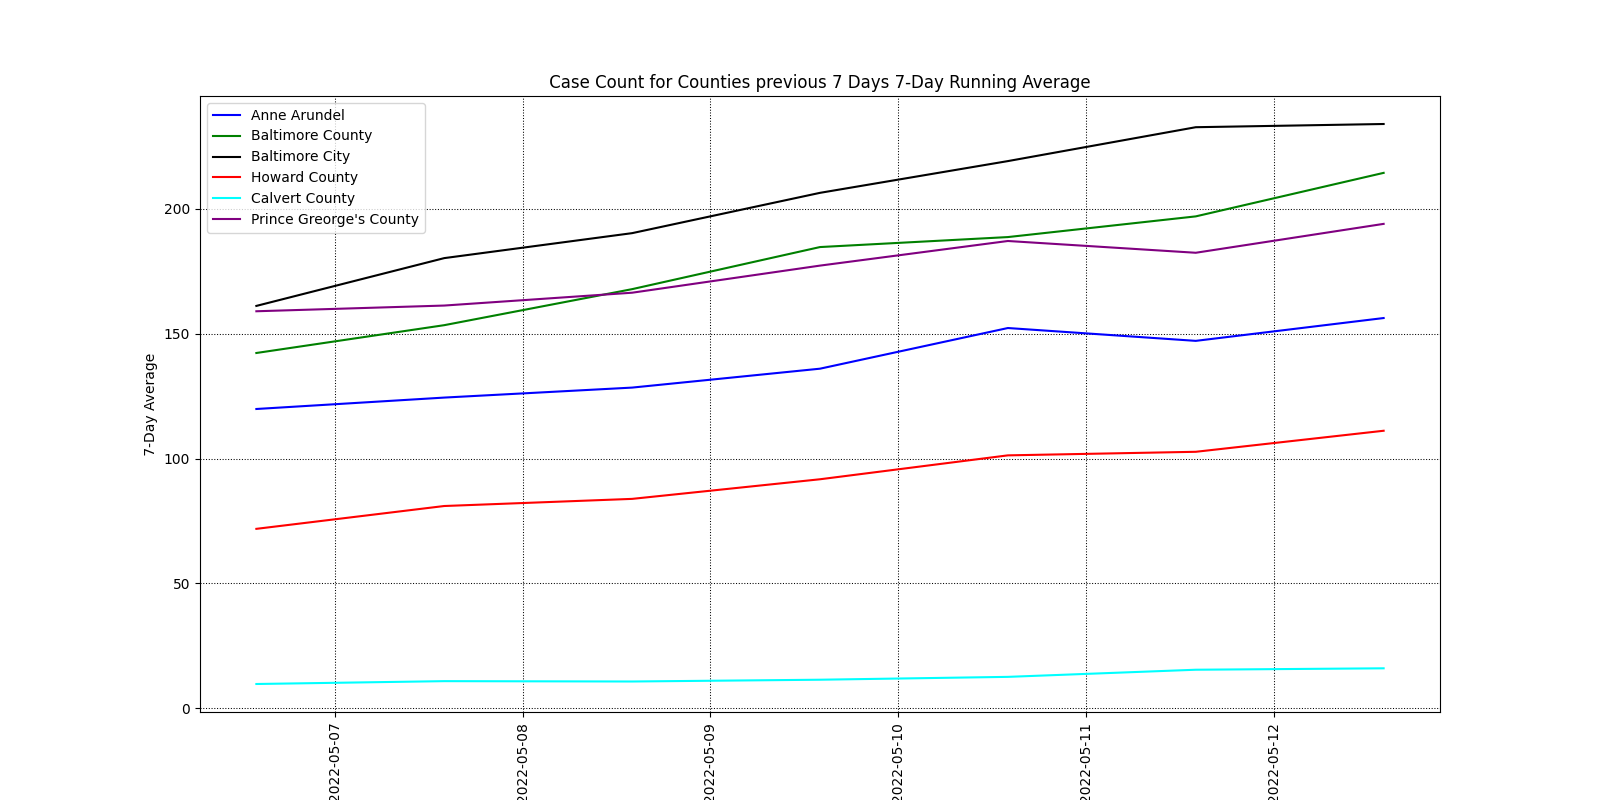 Case Count for Counties previous 7 Days 7-Day Running Average
Anne Arundel
Baltimore County
Baltimore City
Howard County
Calvert County
Prince Greorge's County
7-Day Average
200
150
100
50
0
2022-05-07
2022-05-08
2022-05-09
2022-05-10
2022-05-11
2022-05-12